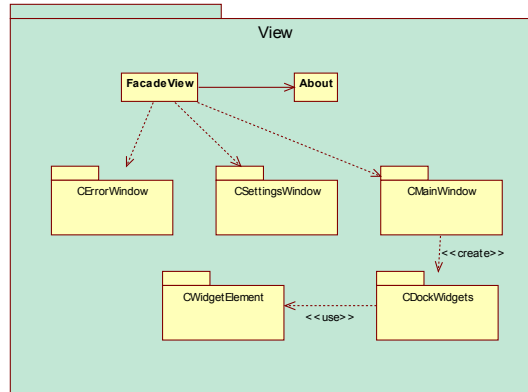 View
FacadeView
About
CErrorWindow
CSettingsWindow
CMainWindow
<<create>>
CWidgetElement
CDockWidgets
<<use>>